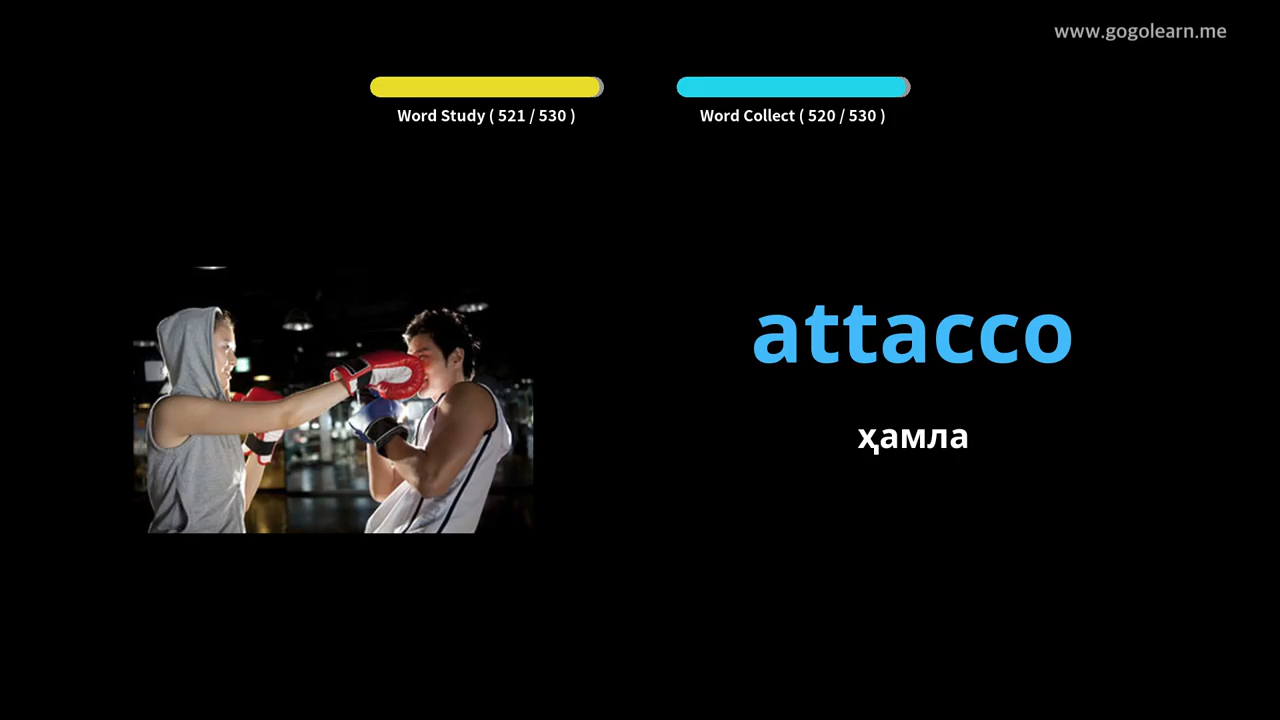 www.gogolearn.me
Word Study ( 521 / 530 )
Word Collect ( 520 / 530 )
attacco
ҳамла